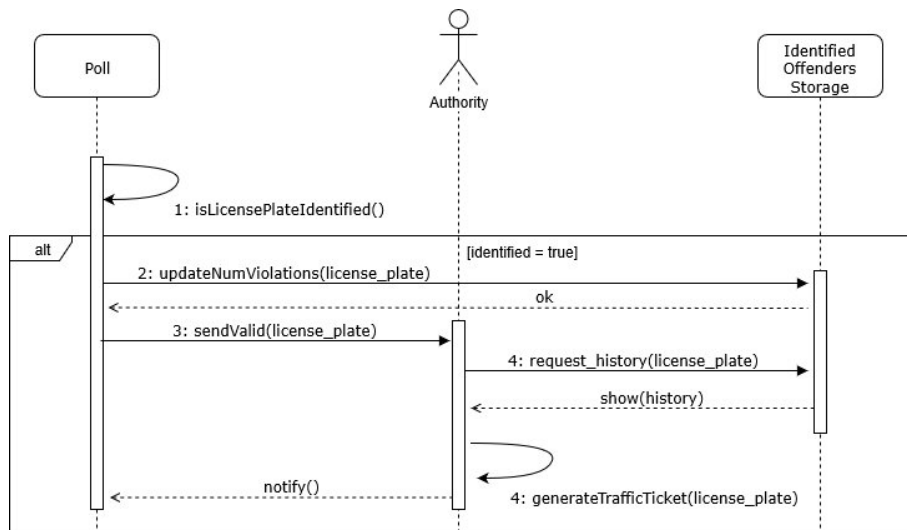 Poll
Authority
Identified
Offenders
Storage
1: isLicensePlateIdentified()
alt
[identified = true]
2: updateNumViolations(license_plate)
ok
3: sendValid(license_plate)
4: request_history(license_plate)
show(history)
notify()
4: generateTrafficTicket(license_plate)